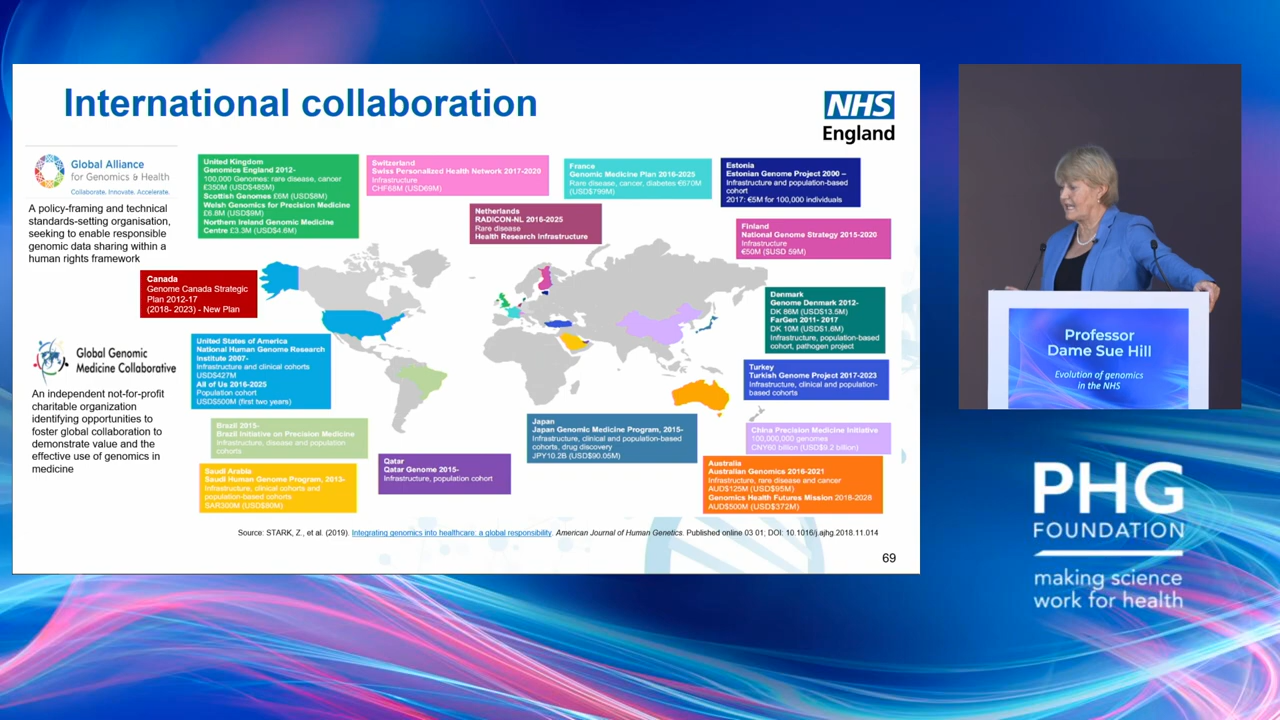 International collaboration
NHS
England
Global Alliance
for Genomics & Health
Collaborate. Innovate. Accelerate.
A policy-framing and technical
standards-setting organisation,
seeking to enable responsible
genomic data sharing within a
human rights framework
United Kingdom
Genomics England 2012-
100,000 Genomes: rare disease, cancer
£350M (USD$485M)
Scottish Genomes £6M (USD$8M)
Welsh Genomics for Precision Medicine
£6.8M (USD$9M)
Northern Ireland Genomic Medicine
Centre £3.3M (USD$4.6M)
Switzerland
Swiss Personalized Health Network 2017-2020
Infrastructure
CHF68M (USD69M)
France
Genomic Medicine Plan 2016-2025
Rare disease, cancer, diabetes €670M
(USD$799M)
Estonia
Estonian Genome Project 2000 –
Infrastructure and population-based
cohort
2017: €5M for 100,000 individuals
Netherlands
RADICON-NL 2016-2025
Rare disease
Health Research Infrastructure
Finland
National Genome Strategy 2015-2020
Infrastructure
€50M ($USD 59M)
Canada
Genome Canada Strategic
Plan 2012-17
(2018- 2023) - New Plan
Denmark
Genome Denmark 2012-
DK 86M (USD$13.5M)
FarGen 2011- 2017
DK 10M (USD$1.6M)
Infrastructure, population-based
cohort, pathogen project
Global Genomic
Medicine Collaborative
An independent not-for-profit
charitable organization
identifying opportunities to
foster global collaboration to
demonstrate value and the
effective use of genomics in
medicine
United States of America
National Human Genome Research
Institute 2007-
Infrastructure and clinical cohorts
USD$427M
All of Us 2016-2025
Population cohort
USD$500M (first two years)
Turkey
Turkish Genome Project 2017-2023
Infrastructure, clinical and population-
based cohorts
Brazil 2015-
Brazil Initiative on Precision Medicine
Infrastructure, disease and population
cohorts
Japan
Japan Genomic Medicine Program, 2015-
Infrastructure, clinical and population-based
cohorts, drug discovery
JPY10.2B (USD$90.05M)
China Precision Medicine Initiative
100,000,000 genomes
CNY60 billion (USD$9.2 billion)
Saudi Arabia
Saudi Human Genome Program, 2013-
Infrastructure, clinical cohorts and
population-based cohorts
SAR300M (USD$80M)
Qatar
Qatar Genome 2015-
Infrastructure, population cohort
Australia
Australian Genomics 2016-2021
Infrastructure, rare disease and cancer
AUD$125M (USD$95M)
Genomics Health Futures Mission 2018-2028
AUD$500M (USD$372M)
Source: STARK, Z., et al. (2019). Integrating genomics into healthcare: a global responsibility. American Journal of Human Genetics. Published online 03 01; DOI: 10.1016/j.ajhg.2018.11.014
69
Professor
Dame Sue Hill
Evolution of genomics
in the NHS
PHG
FOUNDATION
making science
work for health